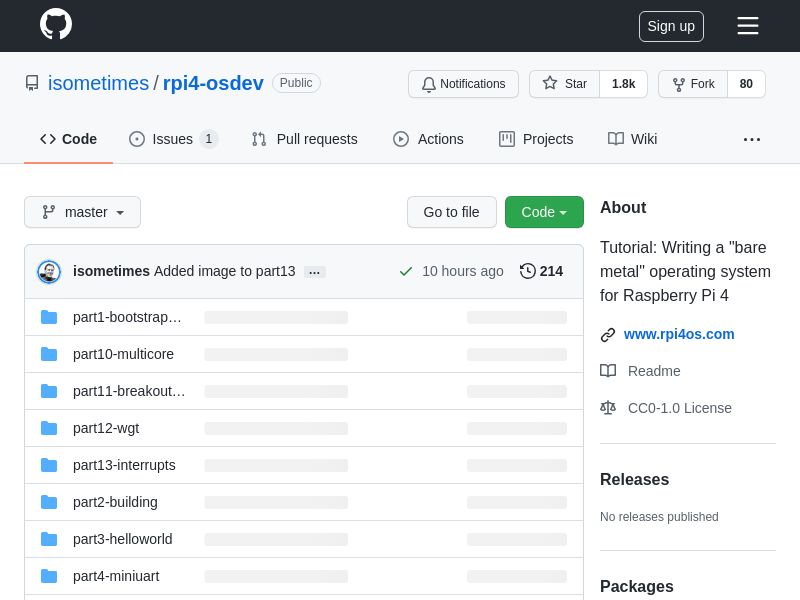 Sign up
isometimes / rpi4-osdev Public
Notifications Star 1.8k Fork 80
Code Issues 1 Pull requests Actions Projects Wiki ...
master Go to file Code
isometimes Added image to part13 ... 10 hours ago 214
part1-bootstrap…
part10-multicore
part11-breakout…
part12-wgt
part13-interrupts
part2-building
part3-helloworld
part4-miniuart
About
Tutorial: Writing a "bare
metal" operating system
for Raspberry Pi 4
www.rpi4os.com
Readme
CC0-1.0 License
Releases
No releases published
Packages